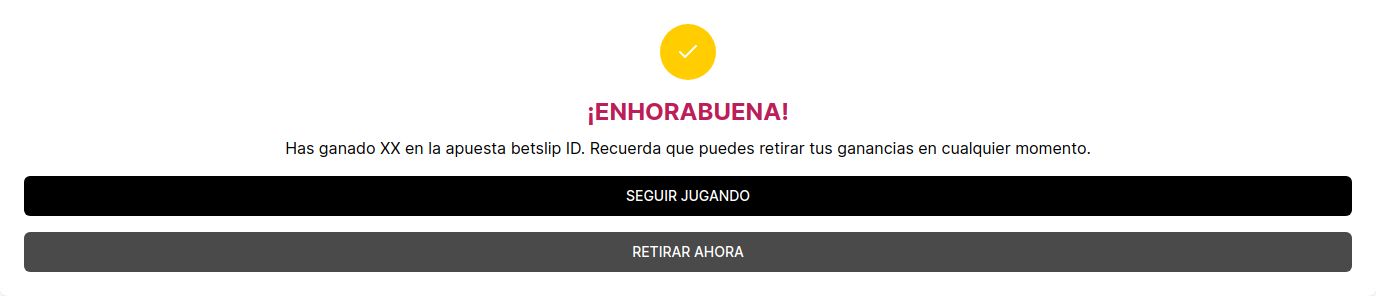 ¡ENHORABUENA!
Has ganado XX en la apuesta betslip ID. Recuerda que puedes retirar tus ganancias en cualquier momento.
SEGUIR JUGANDO
RETIRAR AHORA